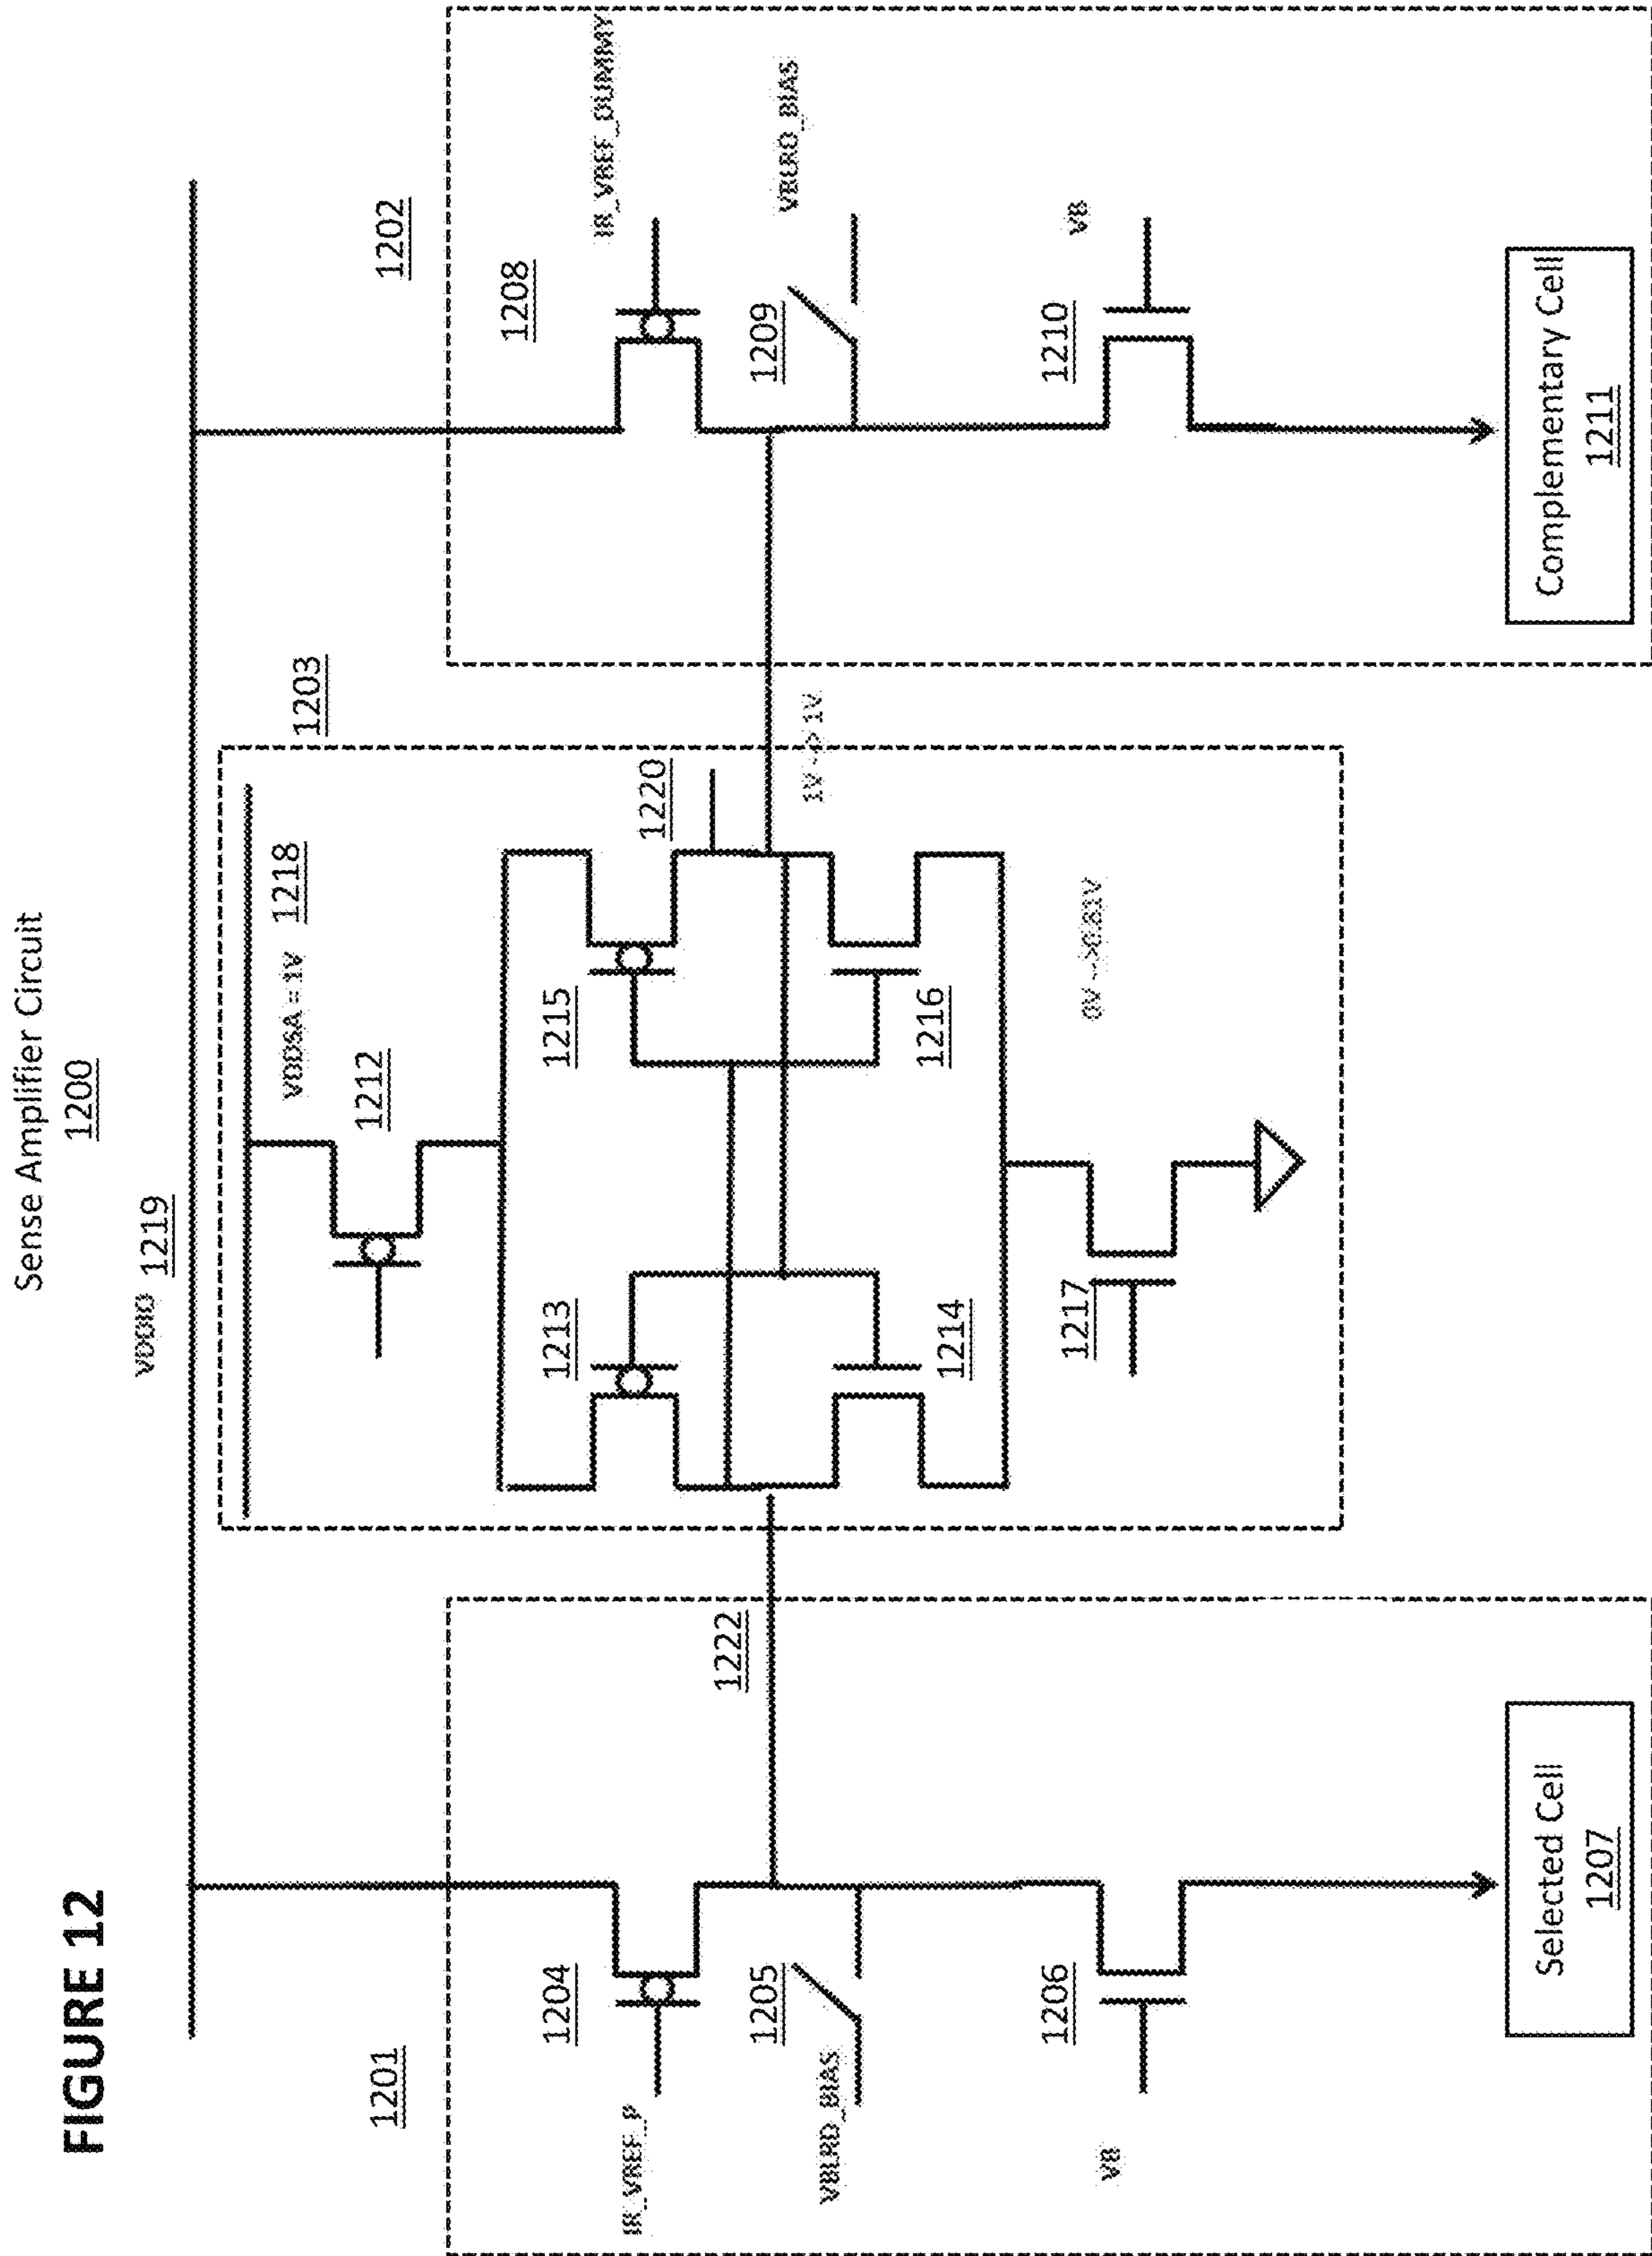 FIGURE 12
Sense Amplifier Circuit
1200
VDDIO 1219
1201
IR_VREF_P
1204
VBLRD_BIAS
1205
VB
1206
Selected Cell
1207
1222
1203
VDDSA = 1V 1218
1212
1213
1214
1215
1216
1217
1220
1V --> 1V
0V -->0.81V
1202
1208
IR_VREF_DUMMY
1209
VBLRD_BIAS
1210
VB
Complementary Cell
1211